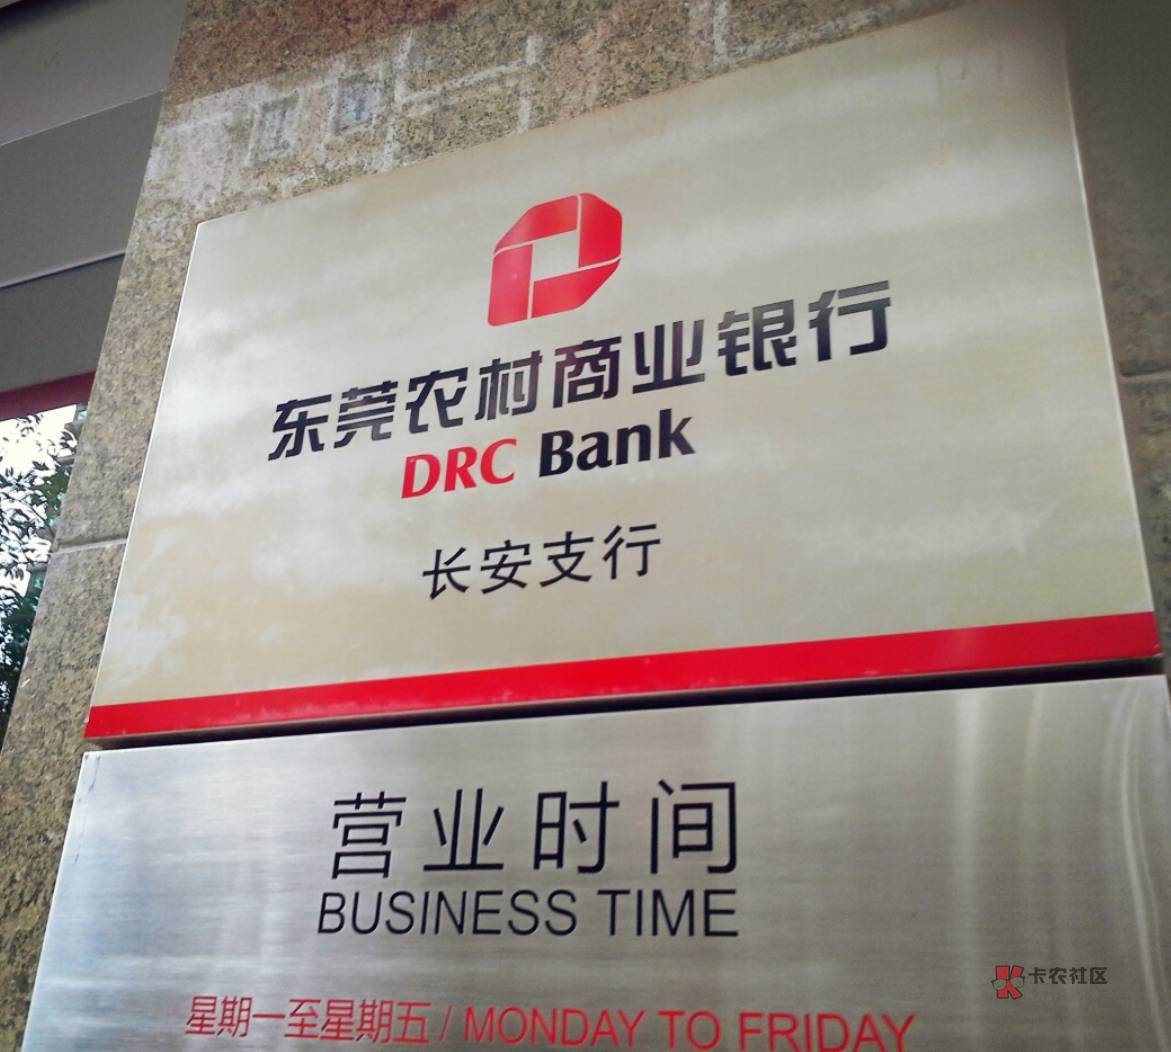 东莞农村商业银行
DRC Bank
长安支行
营业时间
BUSINESS TIME
星期一至星期五 / MONDAY TO FRIDAY
卡农社区